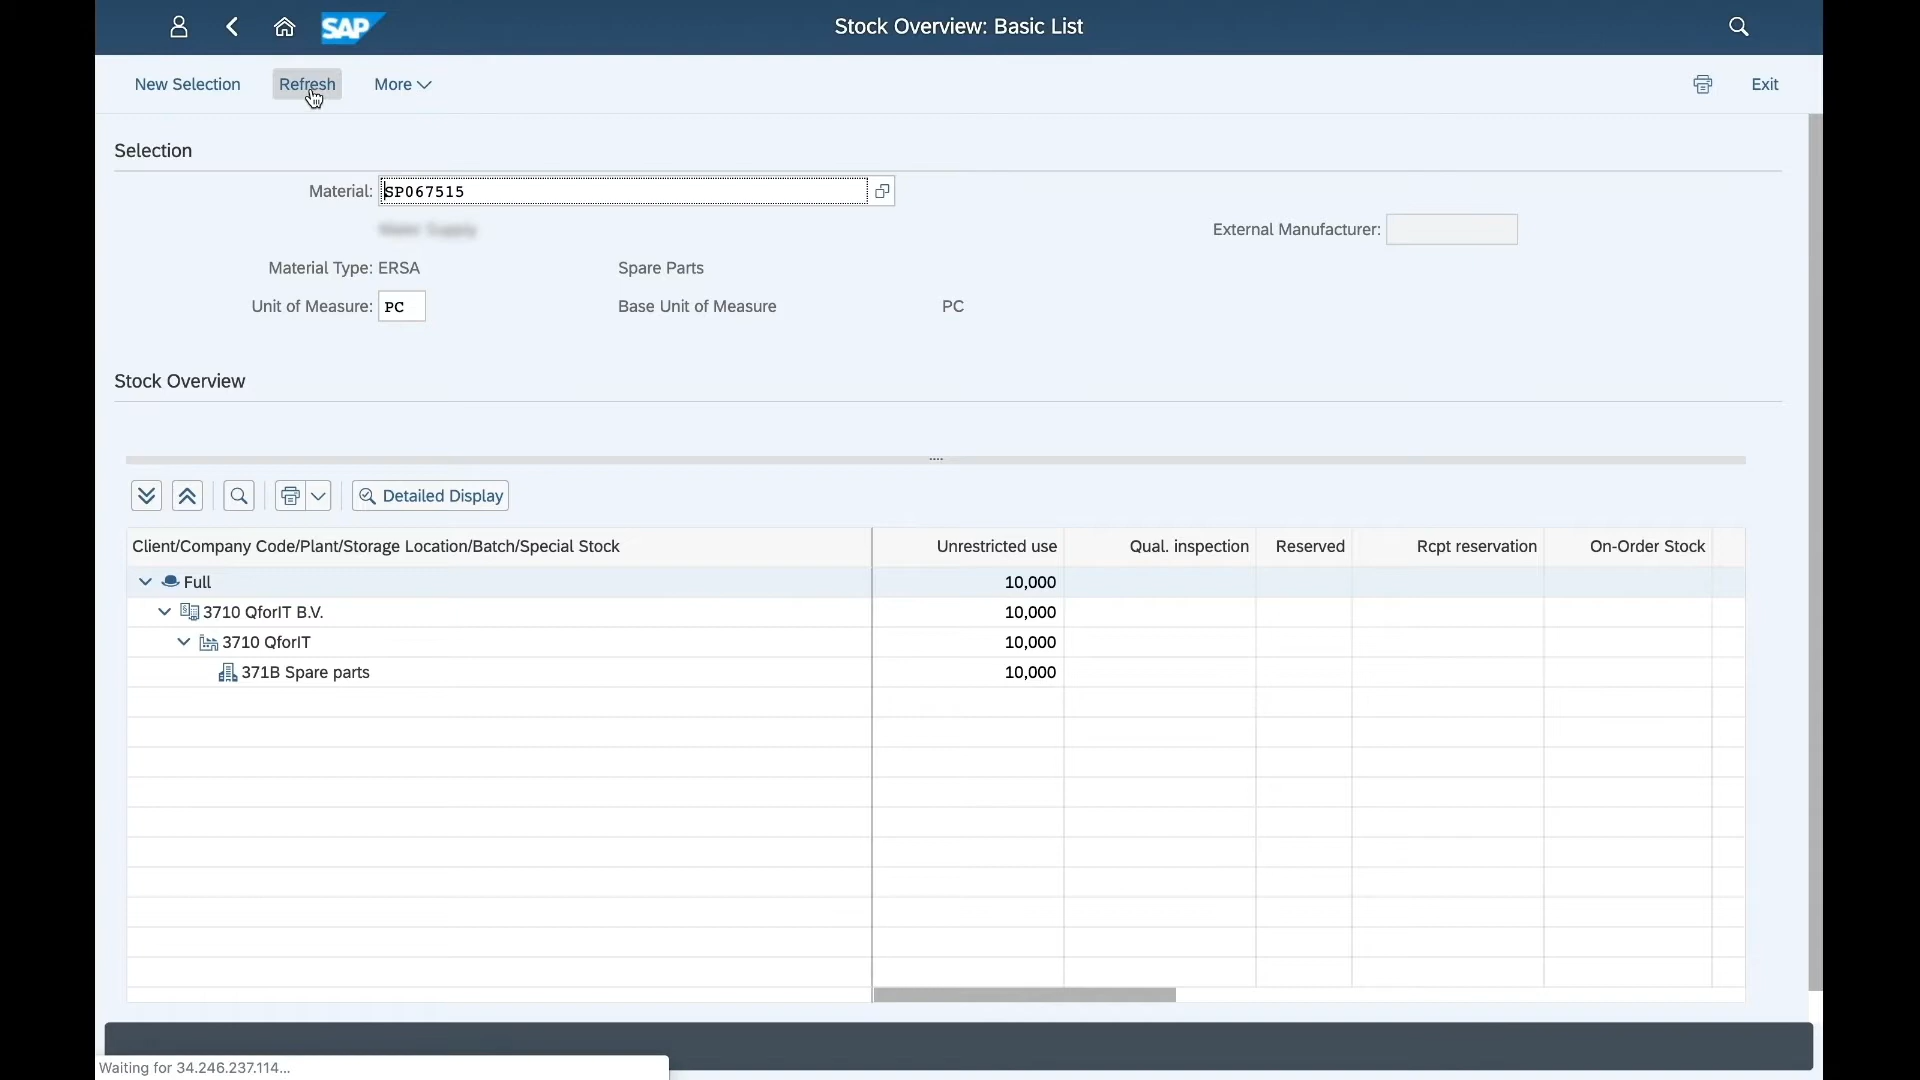 SAP
Stock Overview: Basic List
New Selection Refresh More Exit
Selection
Material: SP067515
External Manufacturer:
Material Type: ERSA Spare Parts
Unit of Measure: PC Base Unit of Measure PC
Stock Overview
Detailed Display
Client/Company Code/Plant/Storage Location/Batch/Special Stock Unrestricted use Qual. inspection Reserved Rcpt reservation On-Order Stock
Full 10,000
3710 QforIT B.V. 10,000
3710 QforIT 10,000
371B Spare parts 10,000
Waiting for 34.246.237.114...